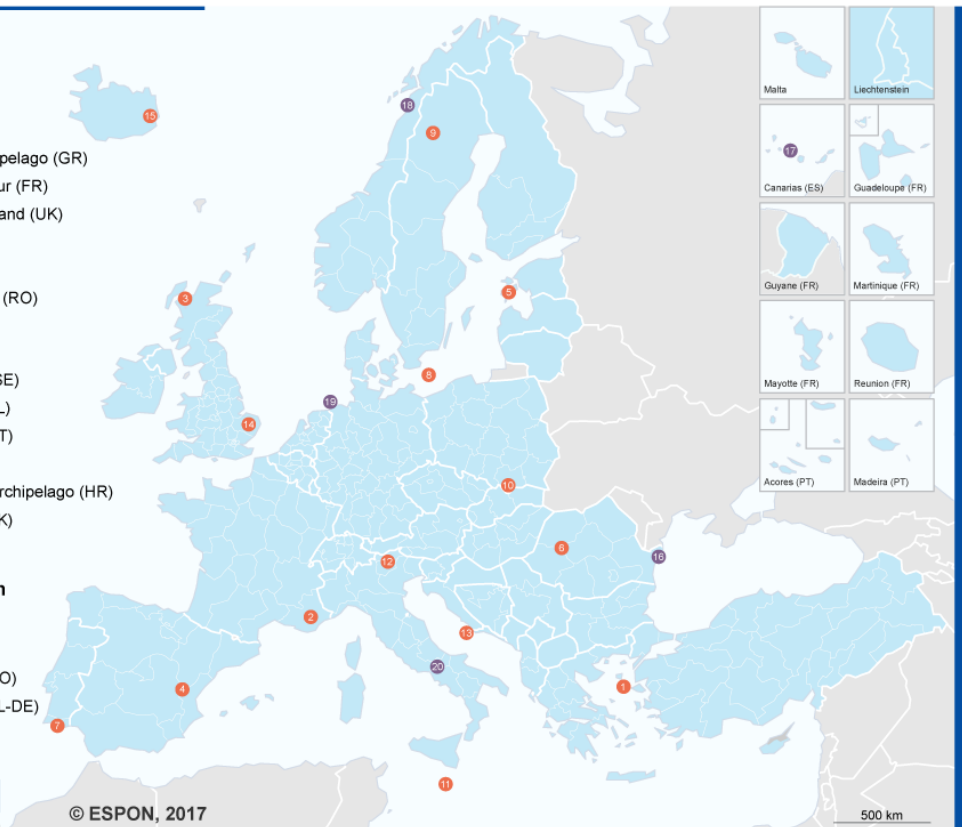 pelago (GR)
ur (FR)
and (UK)
(RO)
SE)
L)
T)
rchipelago (HR)
K)
n
O)
L-DE)
15
18
9
3
5
8
19
14
10
6
16
12
2
13
20
1
4
7
11
Malta
Liechtenstein
17
Canarias (ES)
Guadeloupe (FR)
Guyane (FR)
Martinique (FR)
Mayotte (FR)
Reunion (FR)
Acores (PT)
Madeira (PT)
© ESPON, 2017
500 km